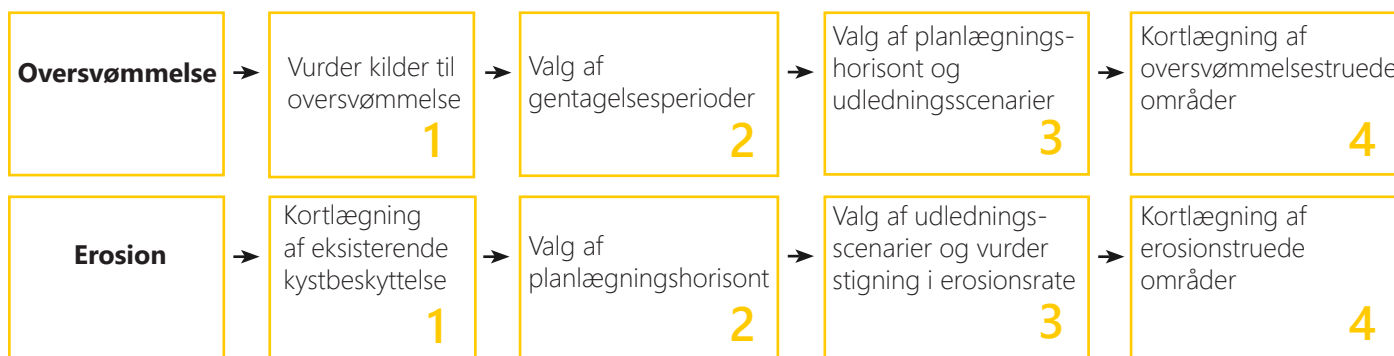 Oversvømmelse
Vurder kilder til
oversvømmelse
1
Valg af
gentagelsesperioder
2
Valg af planlægnings-
horisont og
udledningsscenarier
3
Kortlægning af
oversvømmelsestruede
områder
4
Erosion
Kortlægning
af eksisterende
kystbeskyttelse
1
Valg af
planlægningshorisont
2
Valg af udlednings-
scenarier og vurder
stigning i erosionsrate
3
Kortlægning af
erosionstruede
områder
4